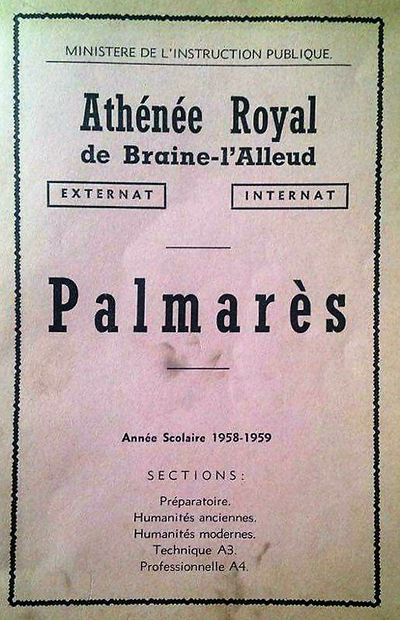 MINISTERE DE L'INSTRUCTION PUBLIQUE.
Athénée Royal
de Braine-l'Alleud
EXTERNAT INTERNAT
Palmarès
Année Scolaire 1958-1959
SECTIONS:
Préparatoire.
Humanités anciennes.
Humanités modernes.
Technique A3.
Professionnelle A4.